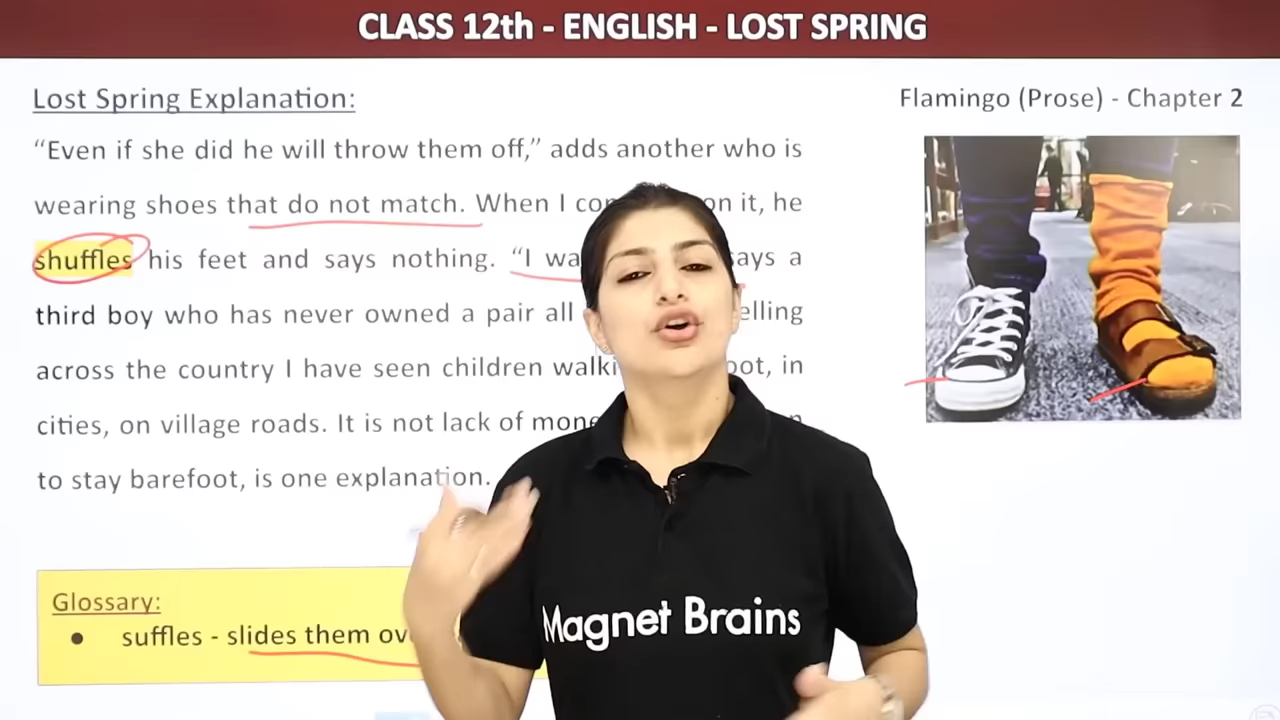 CLASS 12th - ENGLISH - LOST SPRING
Lost Spring Explanation:
Flamingo (Prose) - Chapter 2
“Even if she did he will throw them off,” adds another who is
wearing shoes that do not match. When I on it, he
shuffles his feet and says nothing. “I says a
third boy who has never owned a pair all
across the country I have seen children in
cities, on village roads. It is not lack of
to stay barefoot, is one explanation.
Glossary:
● suffles - slides them
Magnet Brains